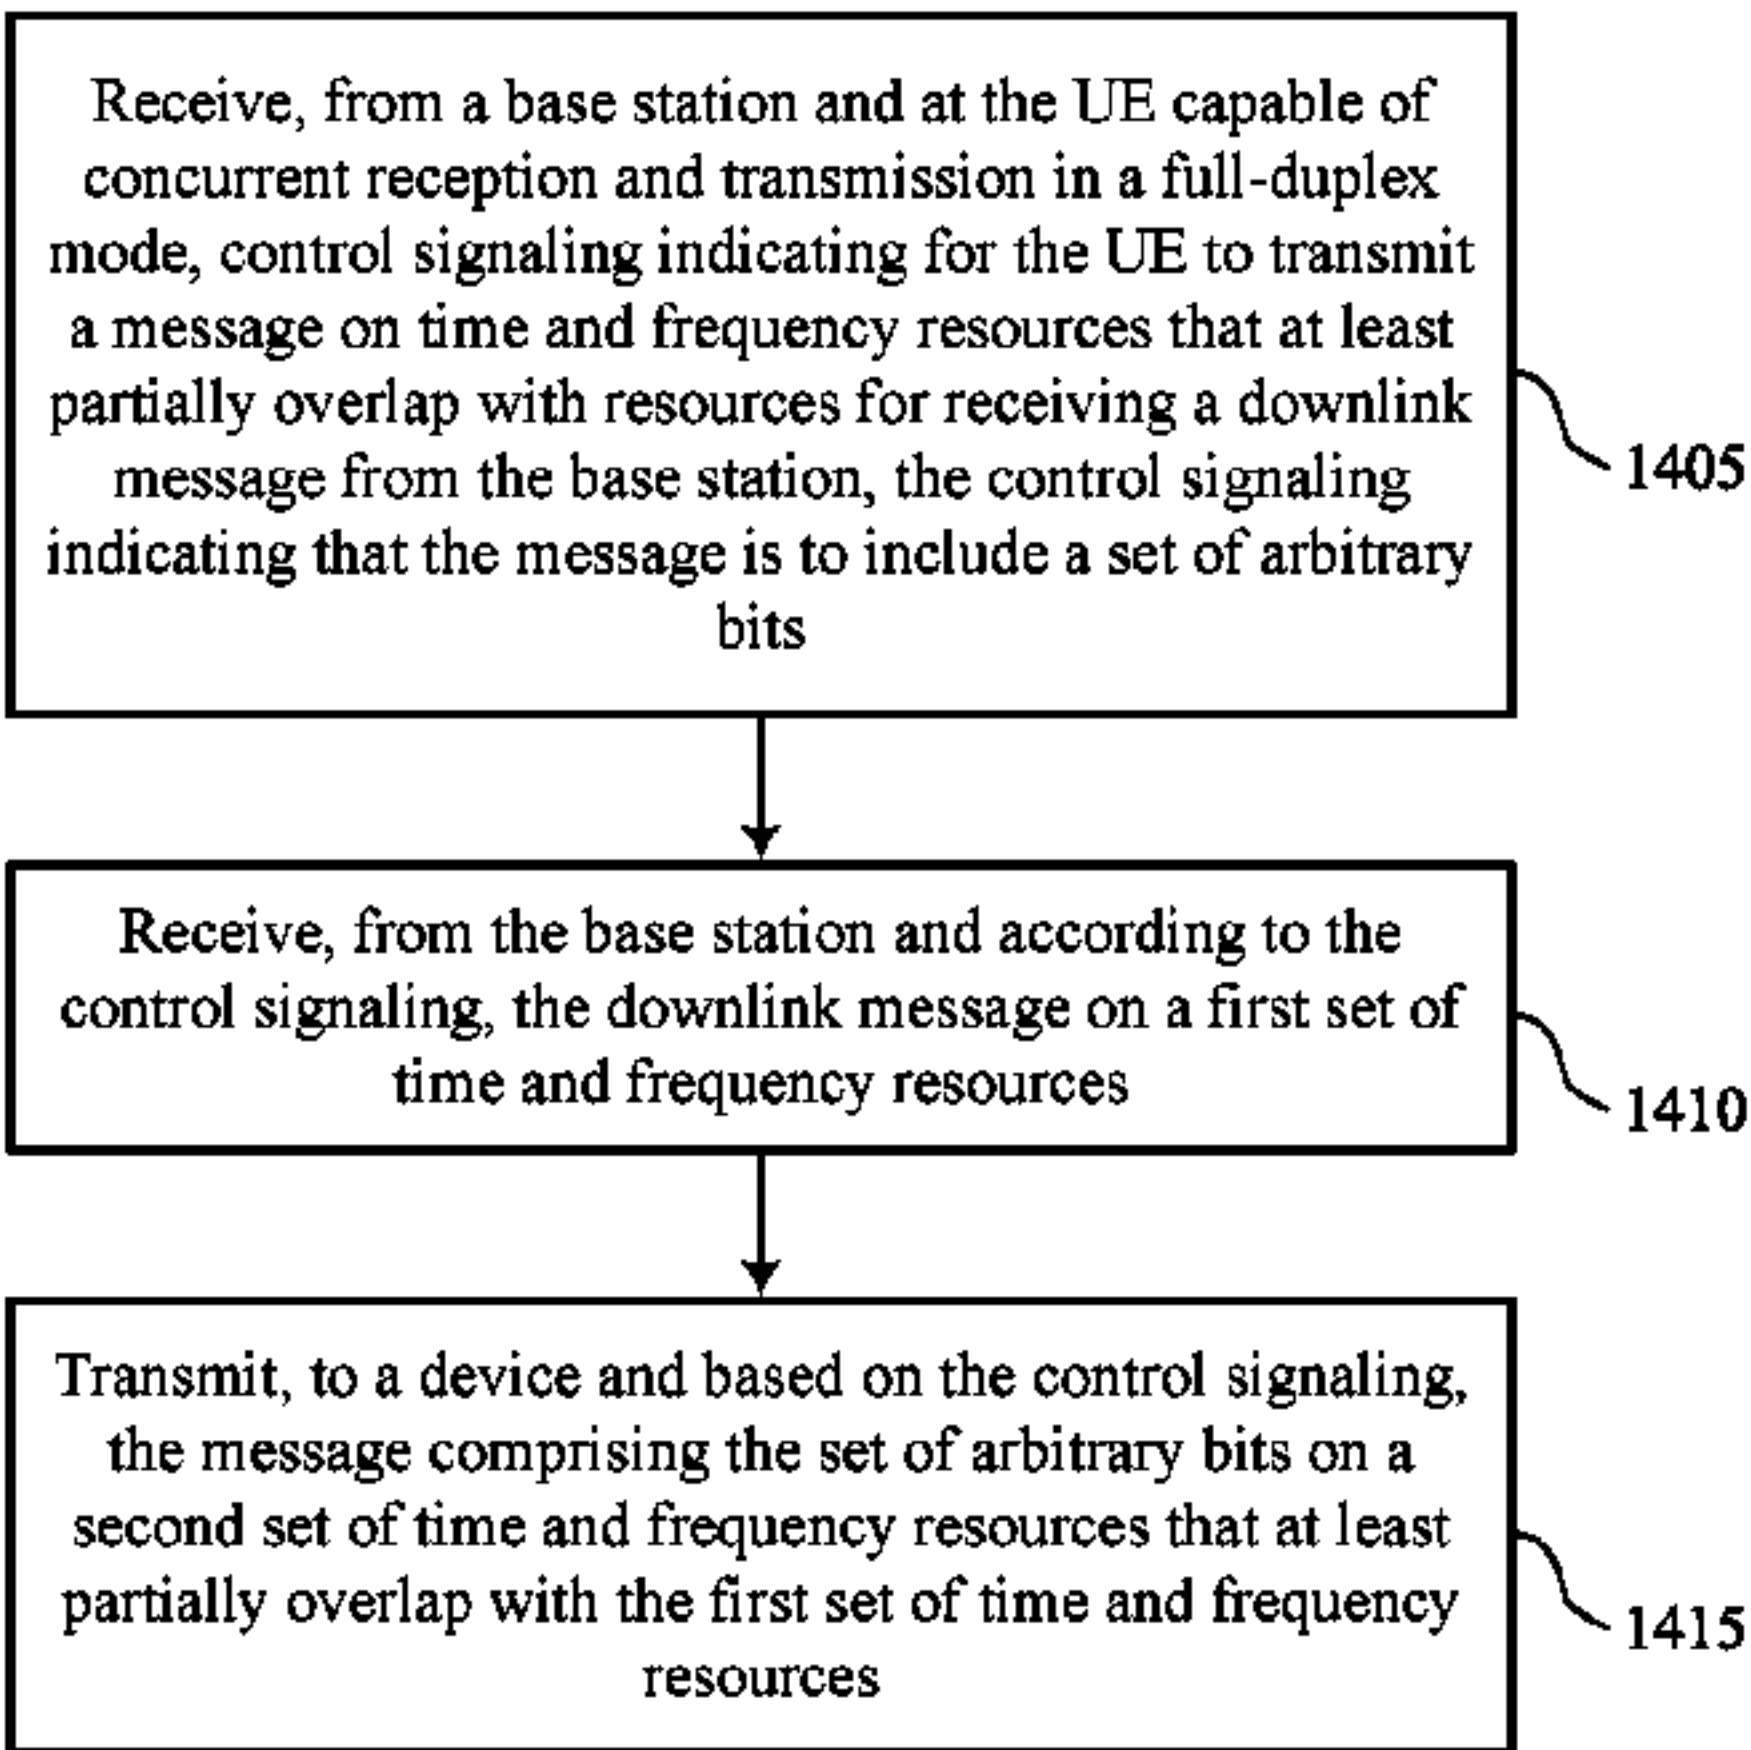 Receive, from a base station and at the UE capable of
concurrent reception and transmission in a full-duplex
mode, control signaling indicating for the UE to transmit
a message on time and frequency resources that at least
partially overlap with resources for receiving a downlink
message from the base station, the control signaling
indicating that the message is to include a set of arbitrary
bits
1405
Receive, from the base station and according to the
control signaling, the downlink message on a first set of
time and frequency resources
1410
Transmit, to a device and based on the control signaling,
the message comprising the set of arbitrary bits on a
second set of time and frequency resources that at least
partially overlap with the first set of time and frequency
resources
1415